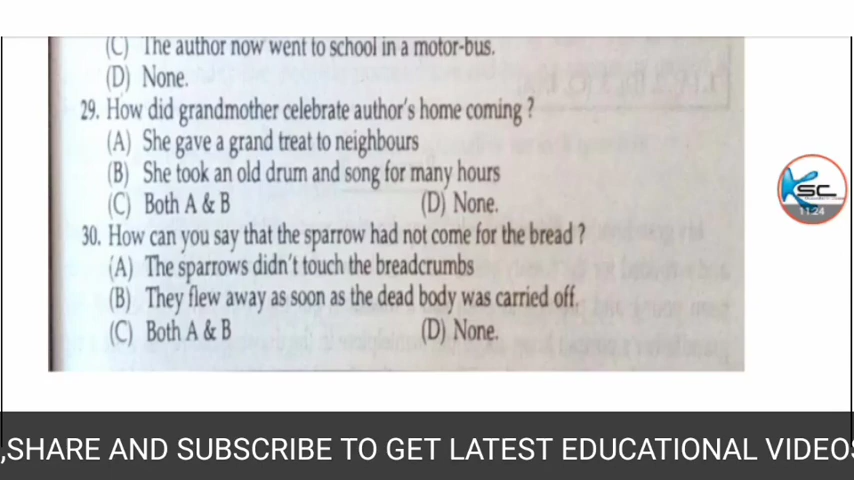 (C) The author now went to school in a motor-bus.
(D) None.
29. How did grandmother celebrate author's home coming ?
(A) She gave a grand treat to neighbours
(B) She took an old drum and song for many hours
(C) Both A & B (D) None.
30. How can you say that the sparrow had not come for the bread ?
(A) The sparrows didn't touch the breadcrumbs
(B) They flew away as soon as the dead body was carried off.
(C) Both A & B (D) None.
KSC
11:24
,SHARE AND SUBSCRIBE TO GET LATEST EDUCATIONAL VIDEOS